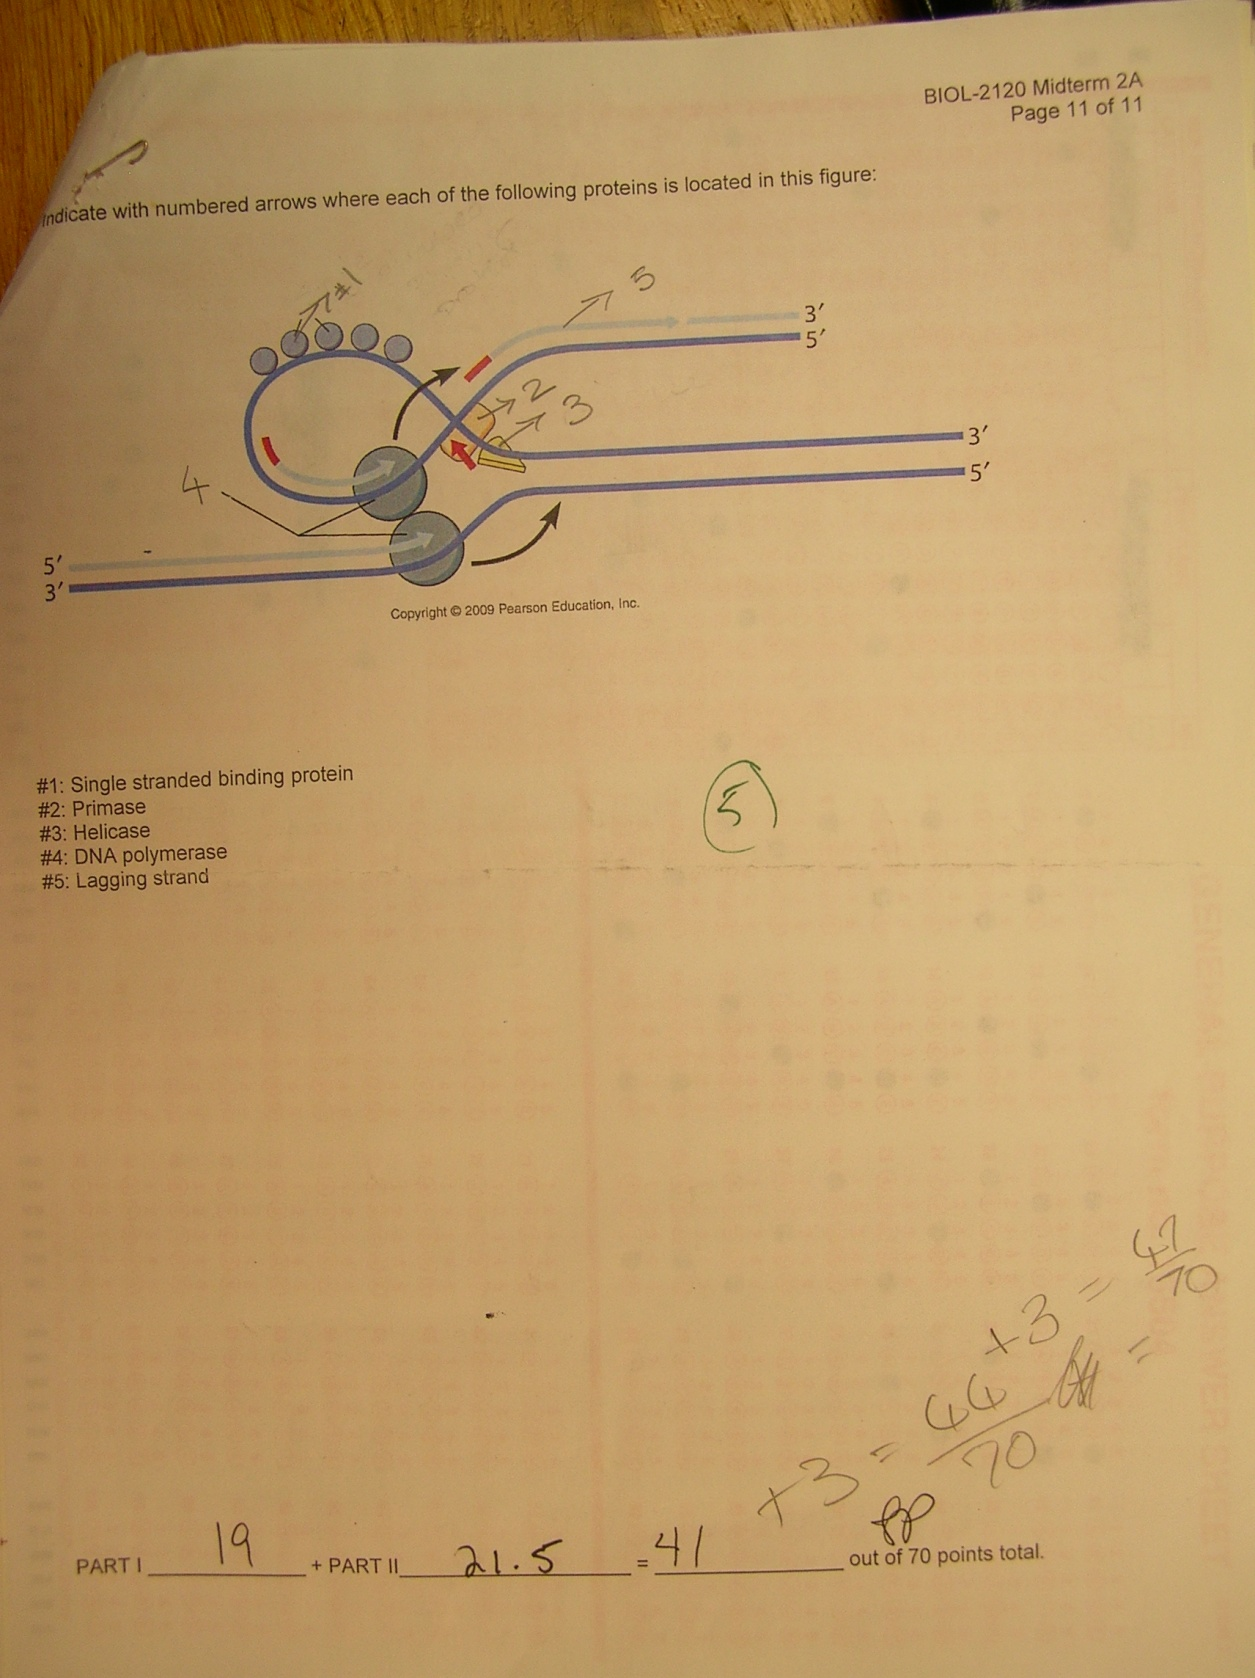 BIOL-2120 Midterm 2A
Page 11 of 11
Indicate with numbered arrows where each of the following proteins is located in this figure:
#1
5
3′
5′
2
3
3′
5′
4
5′
3′
Copyright © 2009 Pearson Education, Inc.
#1: Single stranded binding protein
#2: Primase
#3: Helicase
#4: DNA polymerase
#5: Lagging strand
5
+3 = 44/70 +3 = 47/70
=
PART I 19 + PART II 21.5 = 41 out of 70 points total.